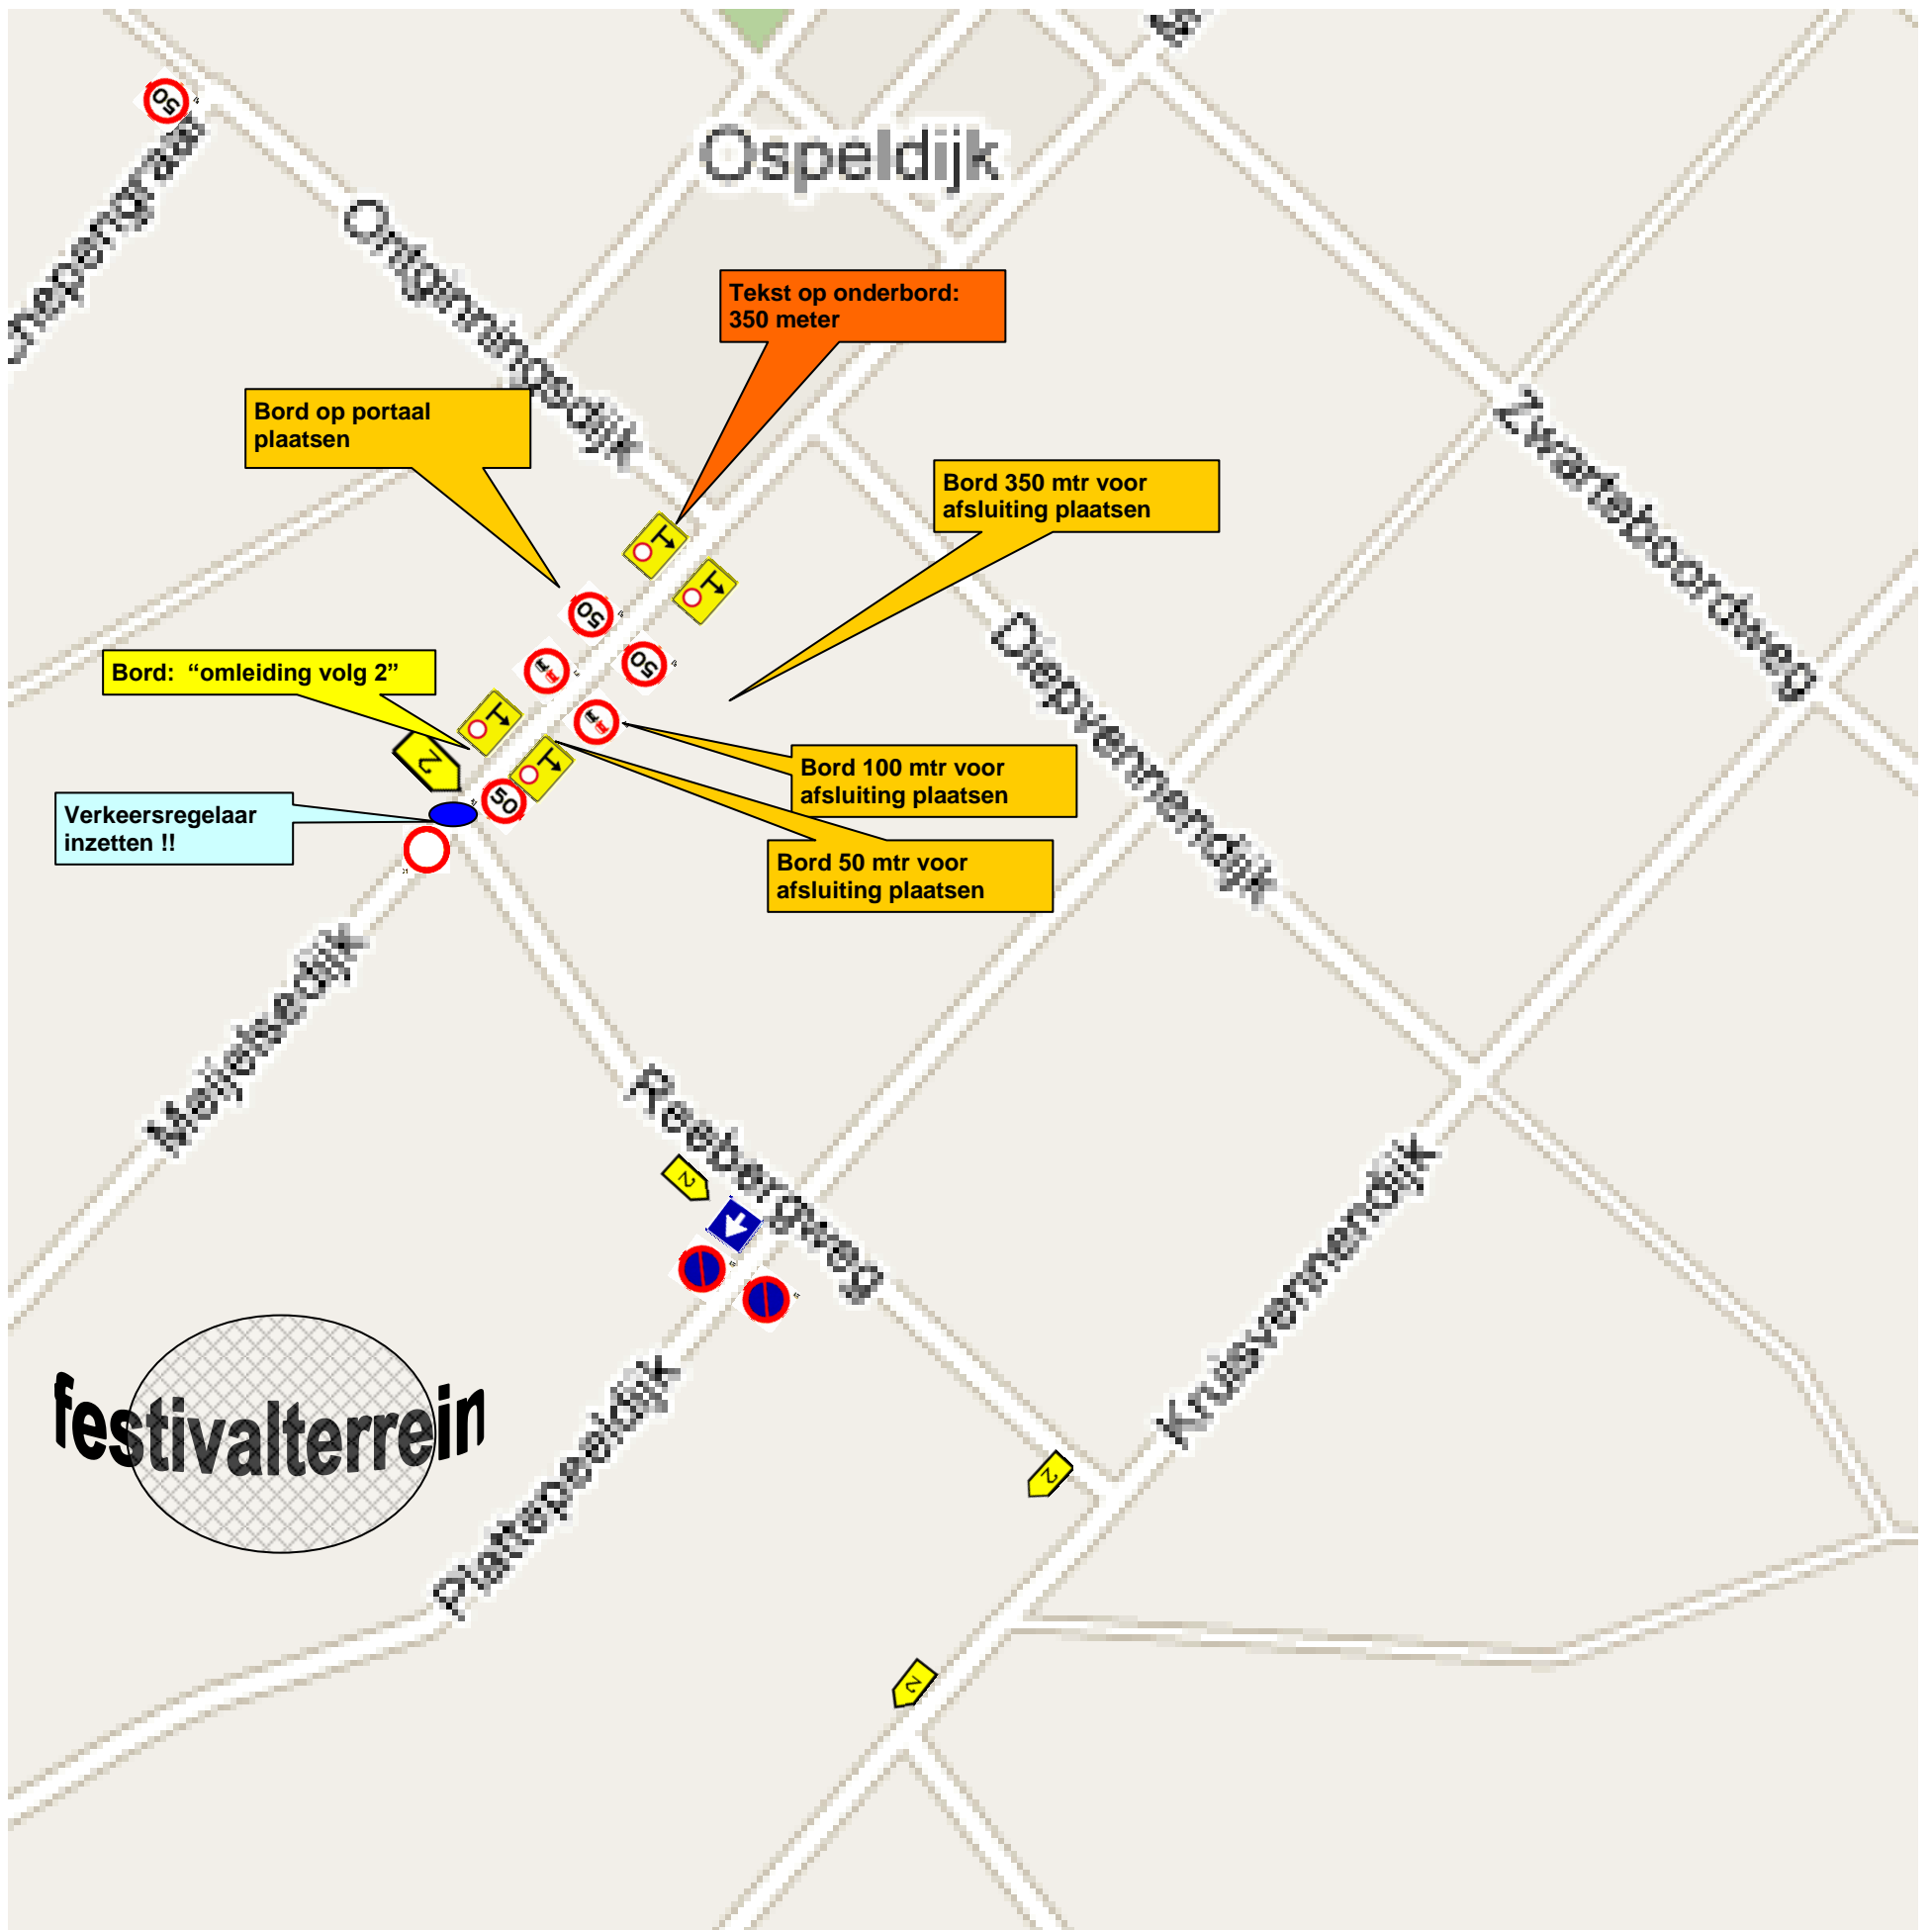 50
Ospeldijk
Ontginningsdijk
Tekst op onderbord:
350 meter
Bord op portaal
plaatsen
Zwarteboordweg
Bord 350 mtr voor
afsluiting plaatsen
50
50
Diepvennendijk
Bord: “omleiding volg 2”
2
Bord 100 mtr voor
afsluiting plaatsen
50
Verkeersregelaar
inzetten !!
Bord 50 mtr voor
afsluiting plaatsen
Meijelsedijk
Reebergweg
2
Kruisvennendijk
festivalterrein
Plattepeeldijk
2
2